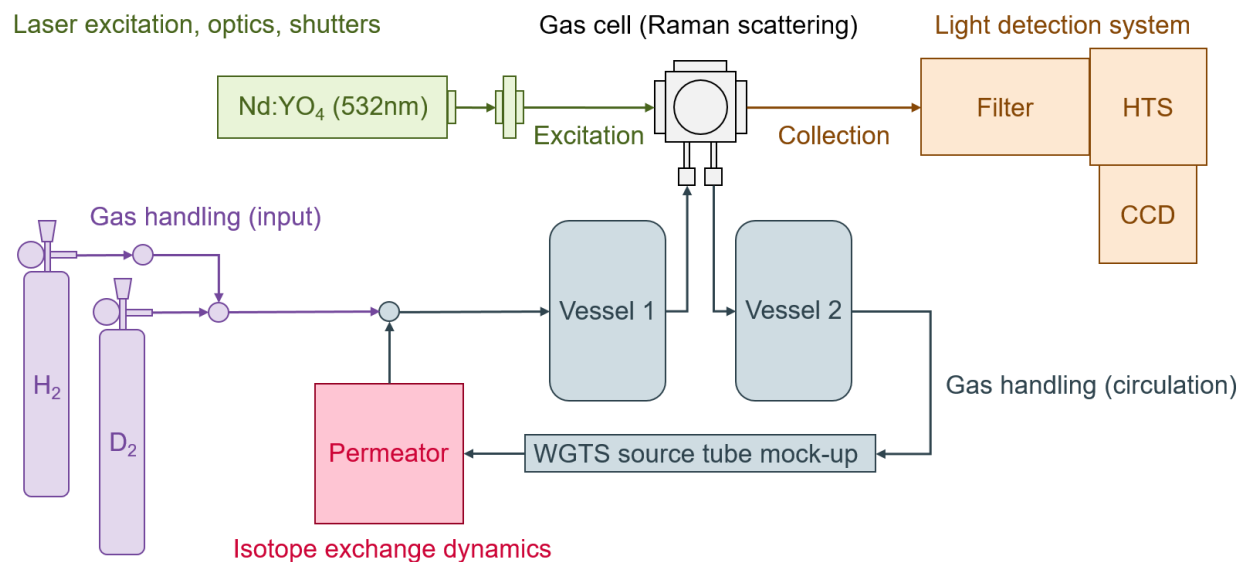 Laser excitation, optics, shutters
Gas cell (Raman scattering)
Light detection system
Nd:YO₄ (532nm)
Excitation
Collection
Filter
HTS
CCD
Gas handling (input)
H₂
D₂
Vessel 1
Vessel 2
Gas handling (circulation)
Permeator
WGTS source tube mock-up
Isotope exchange dynamics